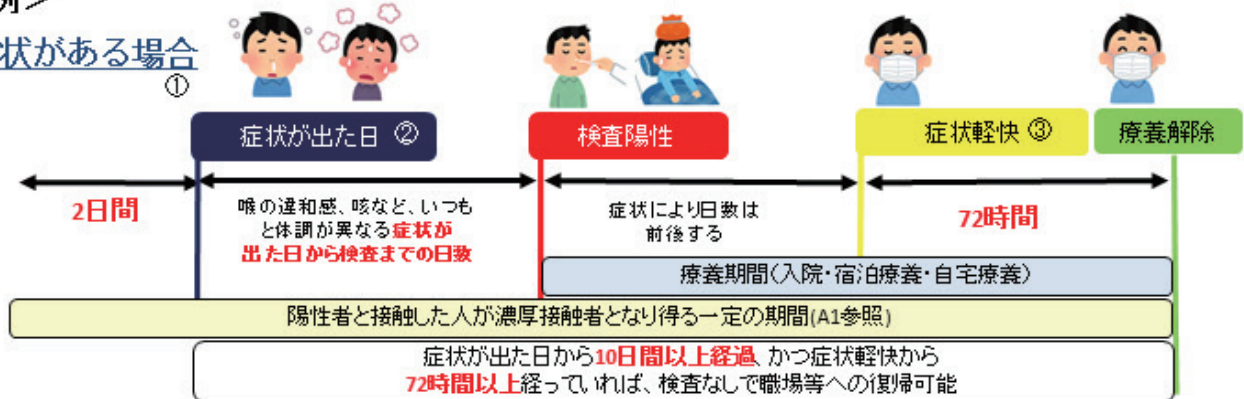 例＞
状がある場合
①
症状が出た日 ②
検査陽性
症状軽快 ③
療養解除
2日間
喉の違和感、咳など、いつも
と体調が異なる症状が
出た日から検査までの日数
症状により日数は
前後する
72時間
療養期間(入院・宿泊療養・自宅療養)
陽性者と接触した人が濃厚接触者となり得る一定の期間(A1参照)
症状が出た日から10日間以上経過、かつ症状軽快から
72時間以上経っていれば、検査なしで職場等への復帰可能